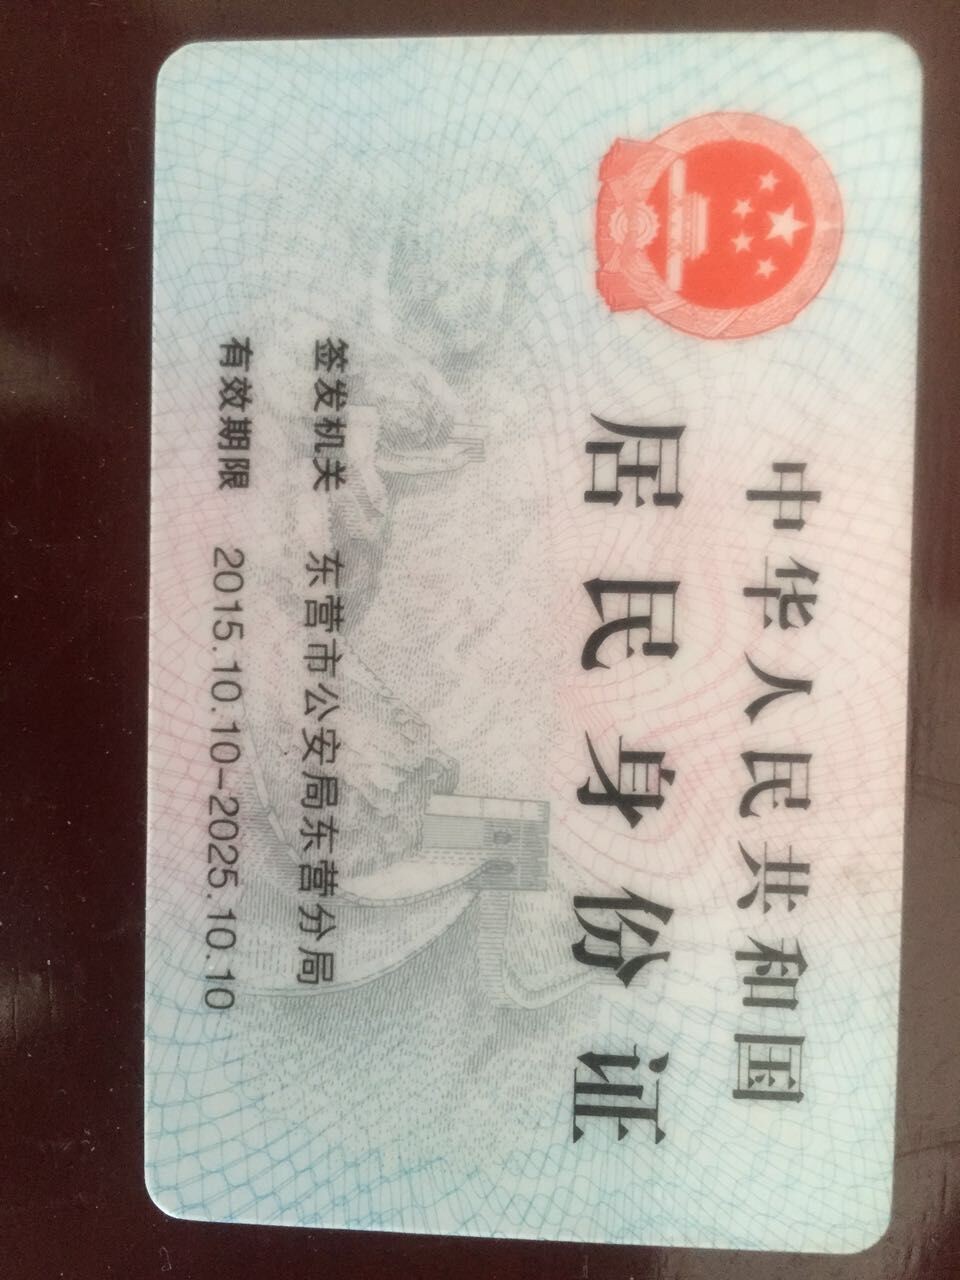 中华人民共和国
居民身份证
签发机关 东营市公安局东营分局
有效期限 2015.10.10-2025.10.10